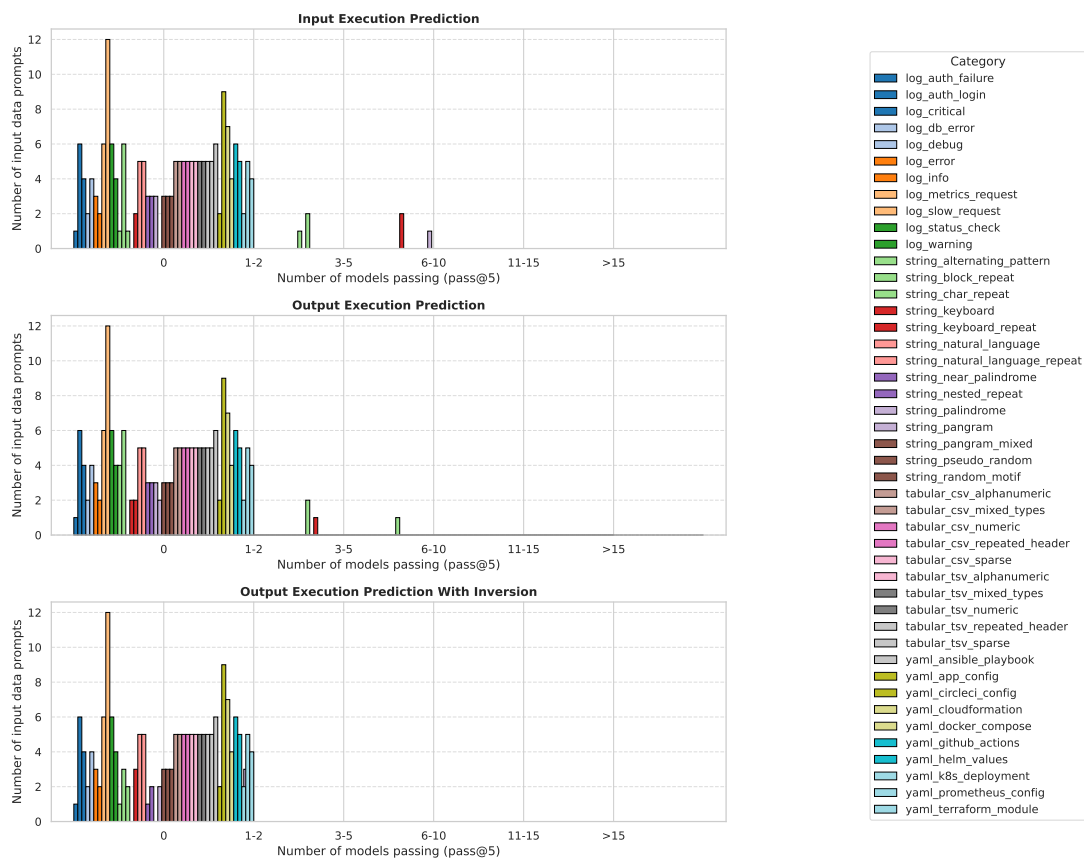 Input Execution Prediction
12
10
8
6
4
2
0
Number of input data prompts
0 1-2 3-5 6-10 11-15 >15
Number of models passing (pass@5)
Output Execution Prediction
12
10
8
6
4
2
0
Number of input data prompts
0 1-2 3-5 6-10 11-15 >15
Number of models passing (pass@5)
Output Execution Prediction With Inversion
12
10
8
6
4
2
0
Number of input data prompts
0 1-2 3-5 6-10 11-15 >15
Number of models passing (pass@5)
Category
log_auth_failure
log_auth_login
log_critical
log_db_error
log_debug
log_error
log_info
log_metrics_request
log_slow_request
log_status_check
log_warning
string_alternating_pattern
string_block_repeat
string_char_repeat
string_keyboard
string_keyboard_repeat
string_natural_language
string_natural_language_repeat
string_near_palindrome
string_nested_repeat
string_palindrome
string_pangram
string_pangram_mixed
string_pseudo_random
string_random_motif
tabular_csv_alphanumeric
tabular_csv_mixed_types
tabular_csv_numeric
tabular_csv_repeated_header
tabular_csv_sparse
tabular_tsv_alphanumeric
tabular_tsv_mixed_types
tabular_tsv_numeric
tabular_tsv_repeated_header
tabular_tsv_sparse
yaml_ansible_playbook
yaml_app_config
yaml_circleci_config
yaml_cloudformation
yaml_docker_compose
yaml_github_actions
yaml_helm_values
yaml_k8s_deployment
yaml_prometheus_config
yaml_terraform_module